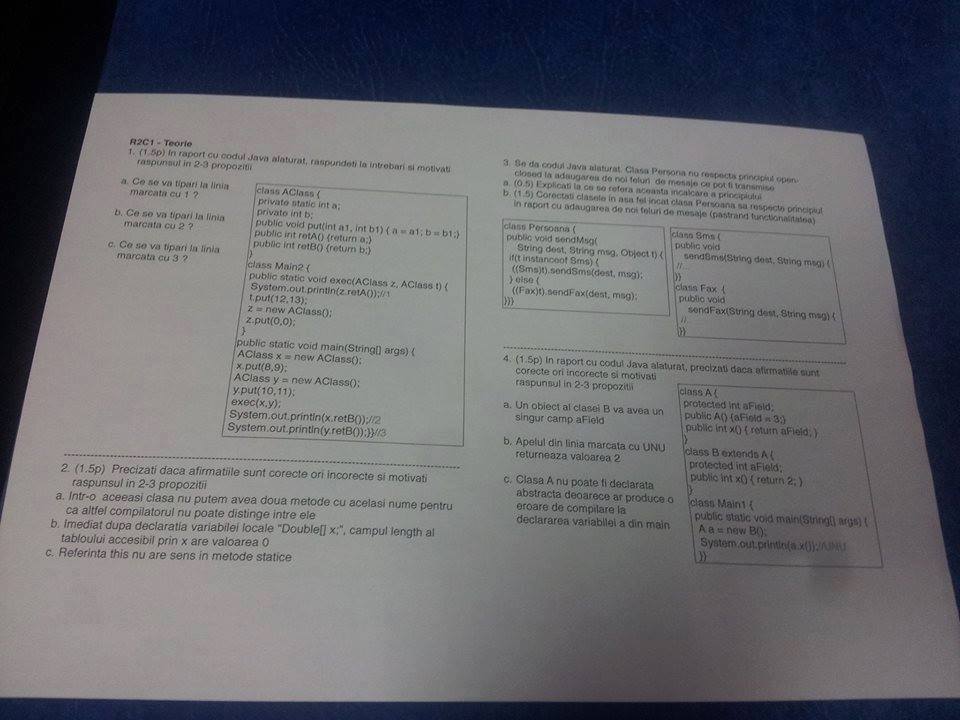 R2C1 - Teorie
1. (1.5p) In raport cu codul Java alaturat, raspundeti la intrebari si motivati
raspunsul in 2-3 propozitii
a. Ce se va tipari la linia
marcata cu 1 ?
b. Ce se va tipari la linia
marcata cu 2 ?
c. Ce se va tipari la linia
marcata cu 3 ?
class AClass {
private static int a;
private int b;
public void put(int a1, int b1) { a = a1; b = b1;}
public int retA() {return a;}
public int retB() {return b;}
}
class Main2 {
public static void exec(AClass z, AClass t) {
System.out.println(z.retA());//1
t.put(12,13);
z = new AClass();
z.put(0,0);
}
public static void main(String[] args) {
AClass x = new AClass();
x.put(8,9);
AClass y = new AClass();
y.put(10,11);
exec(x,y);
System.out.println(x.retB());//2
System.out.println(y.retB());}}//3
2. (1.5p) Precizati daca afirmatiile sunt corecte ori incorecte si motivati
raspunsul in 2-3 propozitii
a. Intr-o aceeasi clasa nu putem avea doua metode cu acelasi nume pentru
ca altfel compilatorul nu poate distinge intre ele
b. Imediat dupa declaratia variabilei locale "Double[] x;", campul length al
tabloului accesibil prin x are valoarea 0
c. Referinta this nu are sens in metode statice
3. Se da codul Java alaturat. Clasa Persona nu respecta principiul open-
closed la adaugarea de noi feluri de mesaje ce pot fi transmise
a. (0.5) Explicati la ce se refera aceasta incalcare a principiului
b. (1.5) Corectati clasele in asa fel incat clasa Persoana sa respecte principiul
in raport cu adaugarea de noi feluri de mesaje (pastrand functionalitatea)
class Persoana {
public void sendMsg(
String dest, String msg, Object t) {
if(t instanceof Sms) {
((Sms)t).sendSms(dest, msg);
} else {
((Fax)t).sendFax(dest, msg);
}}}
class Sms {
public void
sendSms(String dest, String msg) {
//
}}
class Fax {
public void
sendFax(String dest, String msg) {
//
}}
4. (1.5p) In raport cu codul Java alaturat, precizati daca afirmatiile sunt
corecte ori incorecte si motivati
raspunsul in 2-3 propozitii
a. Un obiect al clasei B va avea un
singur camp aField
b. Apelul din linia marcata cu UNU
returneaza valoarea 2
c. Clasa A nu poate fi declarata
abstracta deoarece ar produce o
eroare de compilare la
declararea variabilei a din main
class A {
protected int aField;
public A() {aField = 3;}
public int x() { return aField; }
}
class B extends A {
protected int aField;
public int x() { return 2; }
}
class Main1 {
public static void main(String[] args) {
A a = new B();
System.out.println(a.x());//UNU
}}